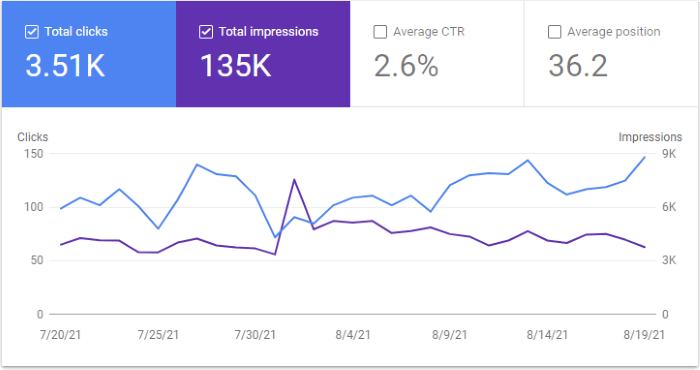 Total clicks
3.51K
Total impressions
135K
Average CTR
2.6%
Average position
36.2
Clicks
Impressions
150
9K
100
6K
50
3K
0
0
7/20/21
7/25/21
7/30/21
8/4/21
8/9/21
8/14/21
8/19/21